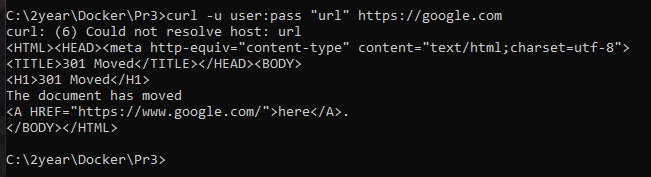 C:\2year\Docker\Pr3>curl -u user:pass "url" https://google.com
curl: (6) Could not resolve host: url
<HTML><HEAD><meta http-equiv="content-type" content="text/html;charset=utf-8">
<TITLE>301 Moved</TITLE></HEAD><BODY>
<H1>301 Moved</H1>
The document has moved
<A HREF="https://www.google.com/">here</A>.
</BODY></HTML>
C:\2year\Docker\Pr3>